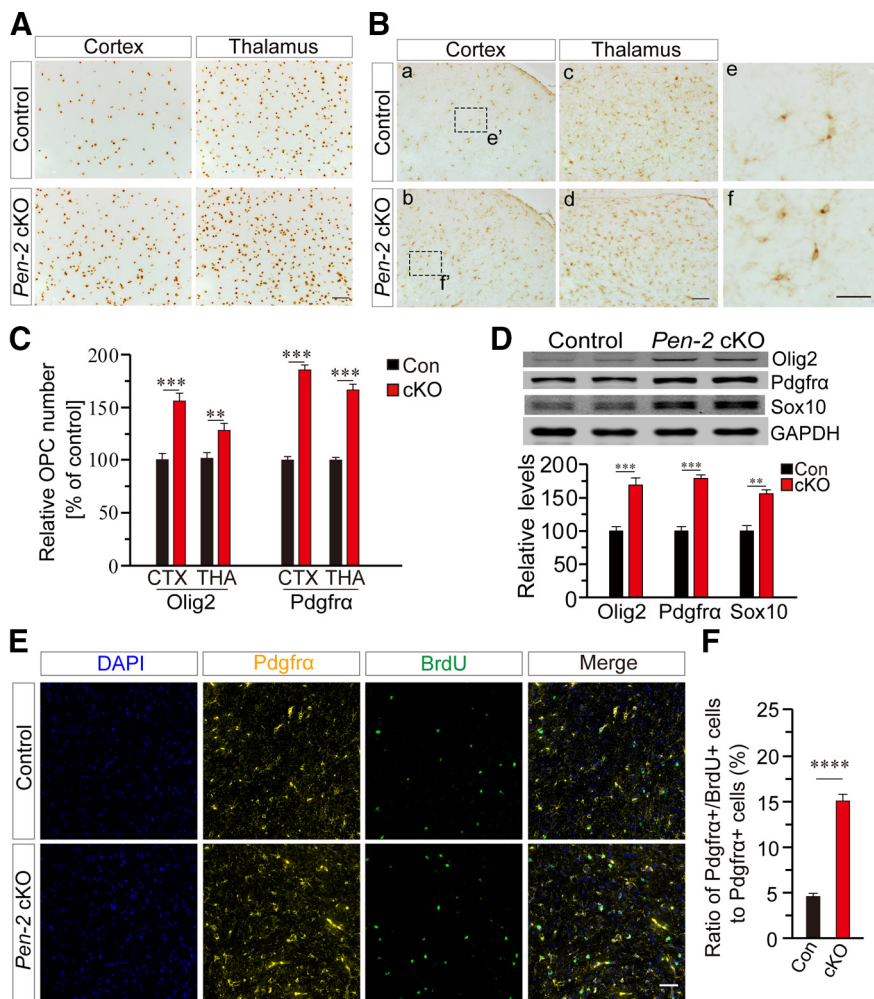 A
Cortex
Thalamus
Control
Pen-2 cKO
B
Cortex
Thalamus
Control
Pen-2 cKO
a
c
e
e'
b
d
f
f'
C
Relative OPC number
[% of control]
200
150
100
50
0
***
**
***
***
Con
cKO
CTX THA
CTX THA
Olig2
Pdgfrα
D
Control
Pen-2 cKO
Olig2
Pdgfrα
Sox10
GAPDH
Relative levels
200
150
100
50
0
***
***
**
Con
cKO
Olig2 Pdgfrα Sox10
E
DAPI
Pdgfrα
BrdU
Merge
Control
Pen-2 cKO
F
Ratio of Pdgfrα+/BrdU+ cells
to Pdgfrα+ cells (%)
25
20
15
10
5
0
****
Con
cKO